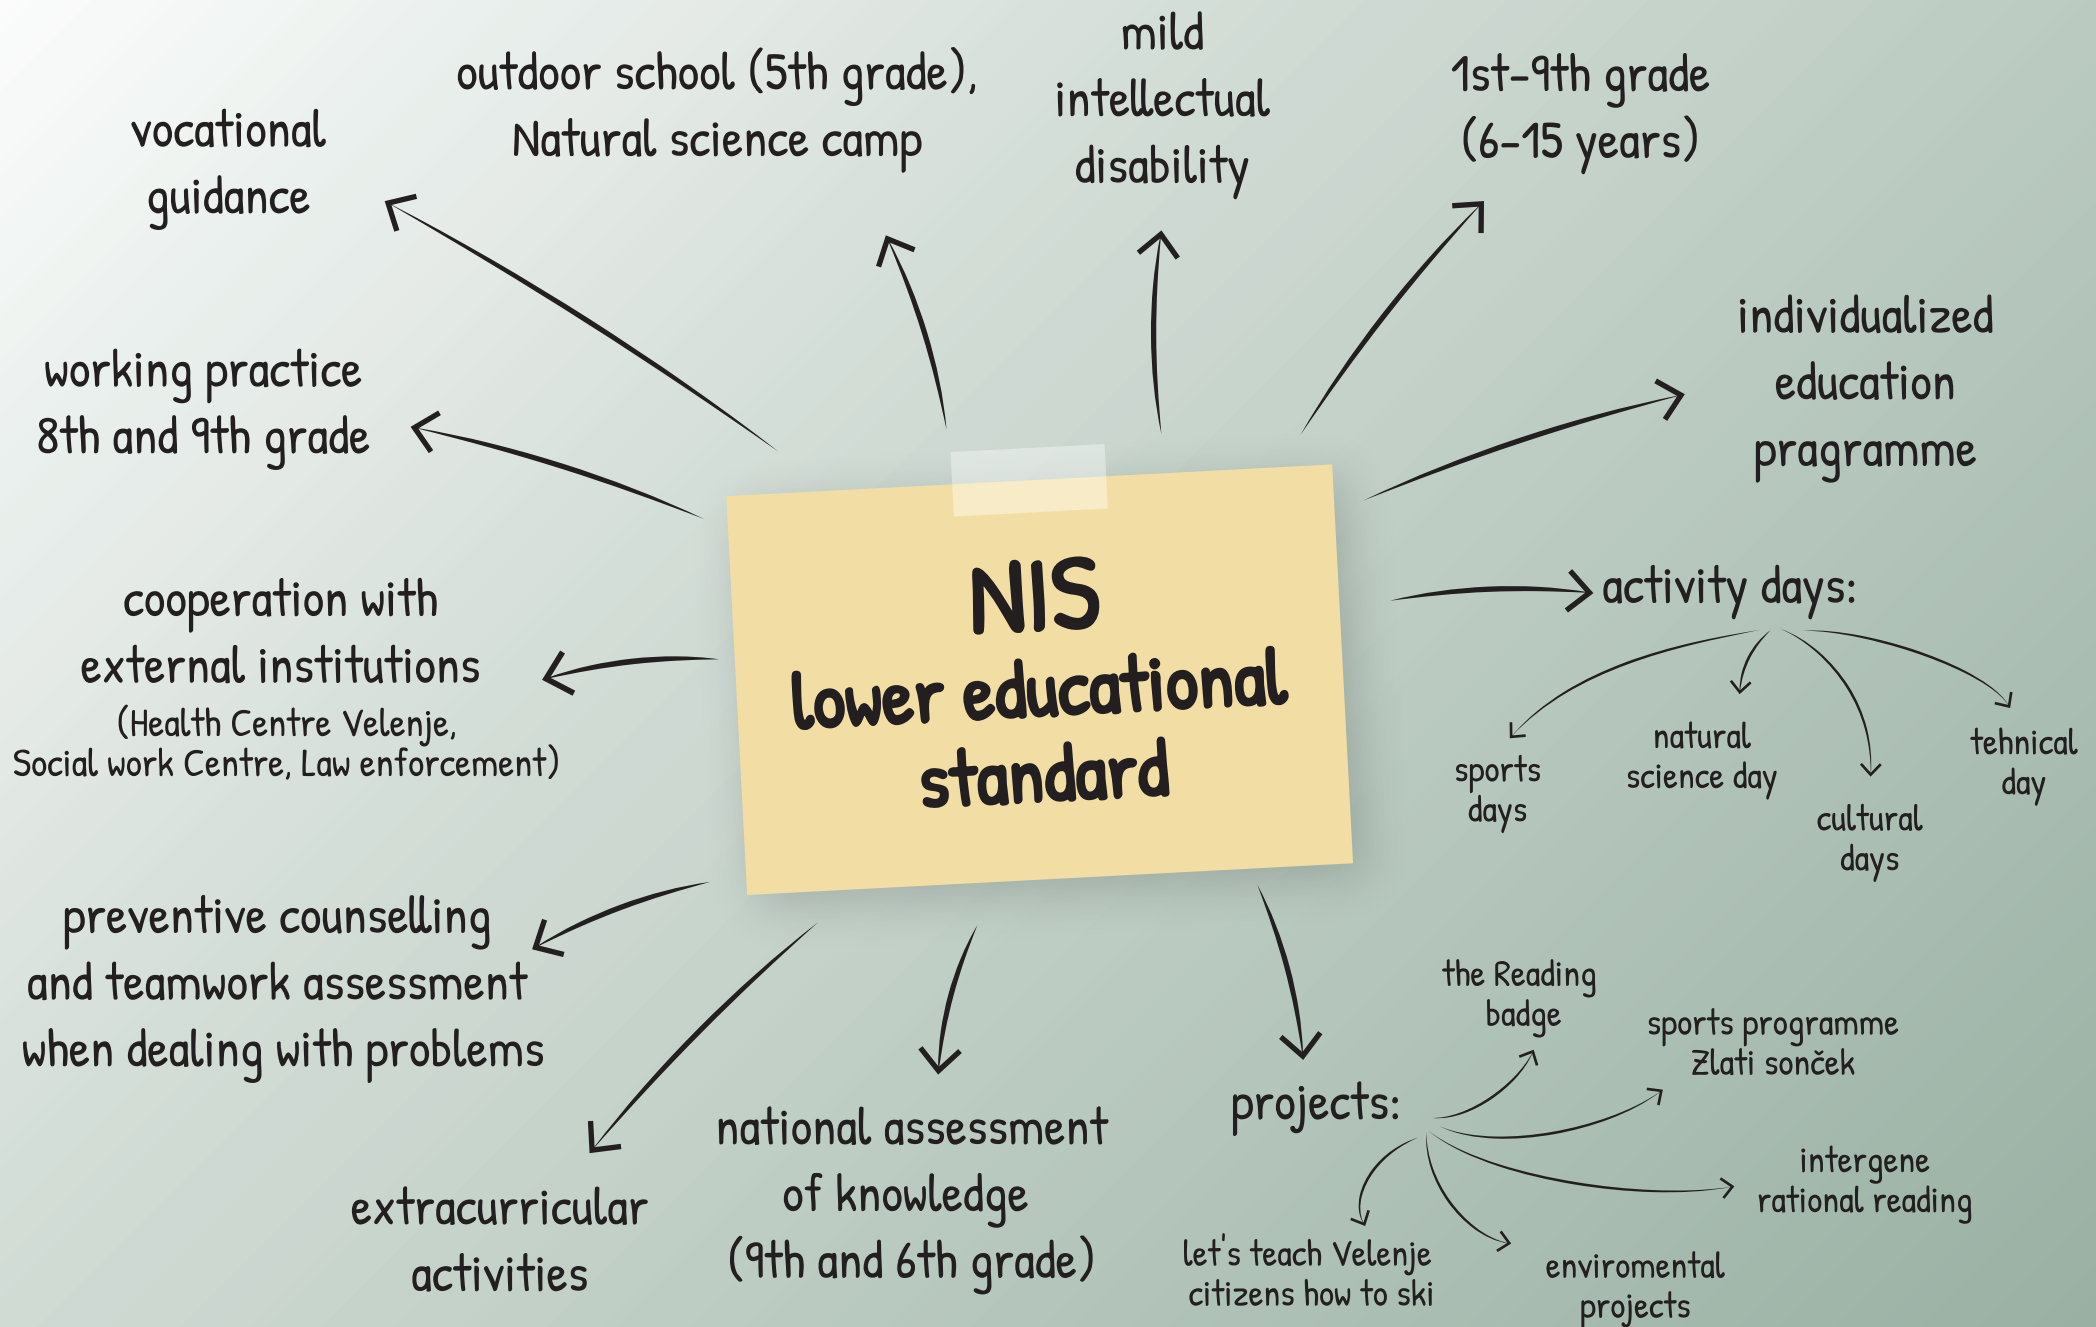 mild
intellectual
disability
outdoor school (5th grade),
Natural science camp
1st-9th grade
(6-15 years)
vocational
guidance
individualized
education
pragramme
working practice
8th and 9th grade
NIS
lower educational
standard
cooperation with
external institutions
(Health Centre Velenje,
Social work Centre, Law enforcement)
activity days:
sports
days
natural
science day
cultural
days
tehnical
day
preventive counselling
and teamwork assessment
when dealing with problems
extracurricular
activities
national assessment
of knowledge
(9th and 6th grade)
projects:
the Reading
badge
sports programme
Zlati sonček
intergene
rational reading
enviromental
projects
let's teach Velenje
citizens how to ski